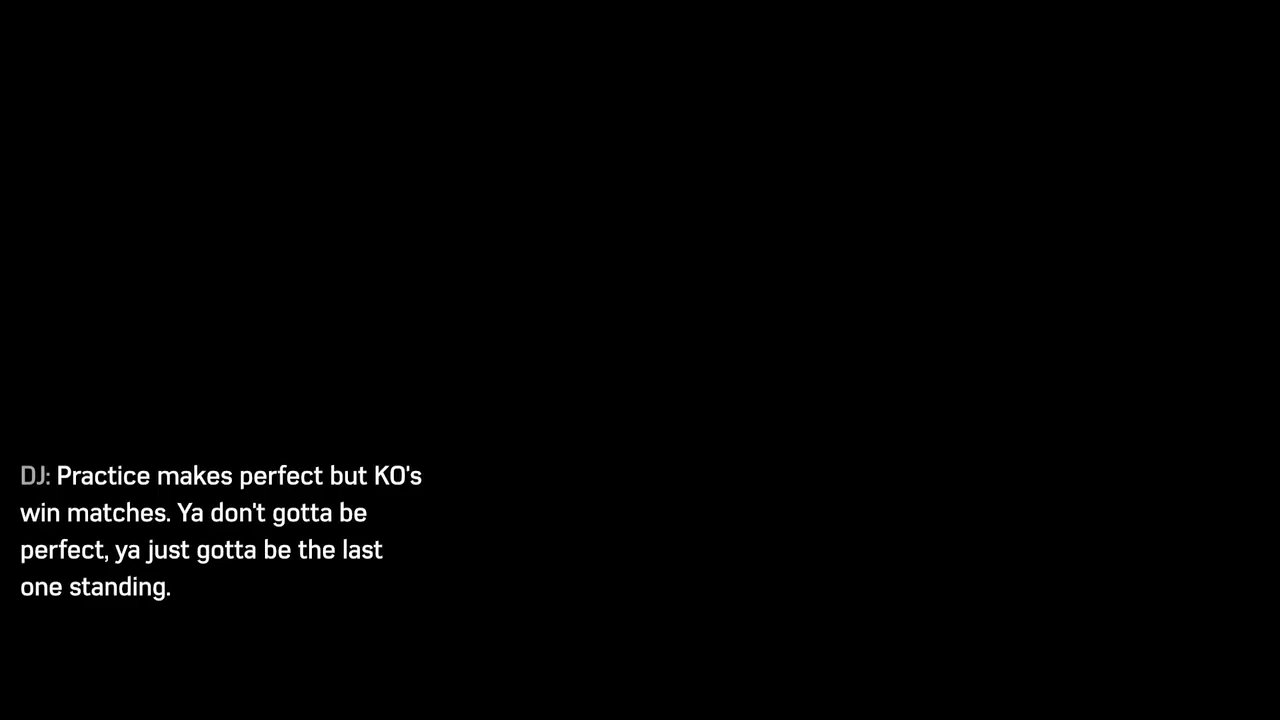 DJ: Practice makes perfect but KO's
win matches. Ya don't gotta be
perfect, ya just gotta be the last
one standing.